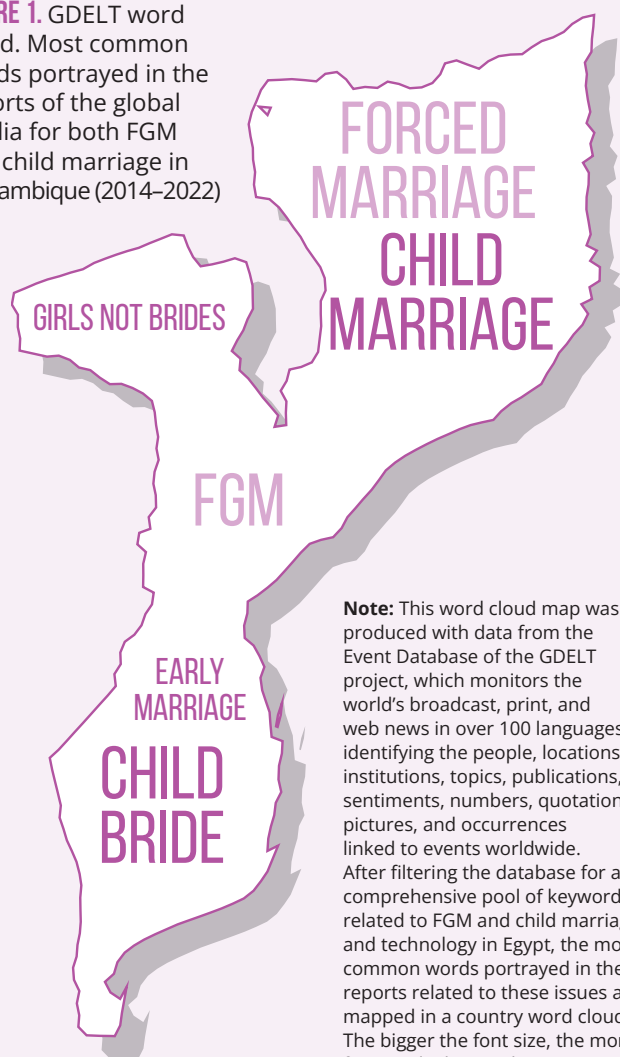 RE 1. GDELT word
d. Most common
ds portrayed in the
orts of the global
lia for both FGM
child marriage in
ambique (2014–2022)
FORCED
MARRIAGE
CHILD
MARRIAGE
GIRLS NOT BRIDES
FGM
EARLY
MARRIAGE
CHILD
BRIDE
Note: This word cloud map was
produced with data from the
Event Database of the GDELT
project, which monitors the
world’s broadcast, print, and
web news in over 100 languages
identifying the people, locations
institutions, topics, publications,
sentiments, numbers, quotation
pictures, and occurrences
linked to events worldwide.
After filtering the database for a
comprehensive pool of keyword
related to FGM and child marriag
and technology in Egypt, the mo
common words portrayed in the
reports related to these issues a
mapped in a country word cloud
The bigger the font size, the mor